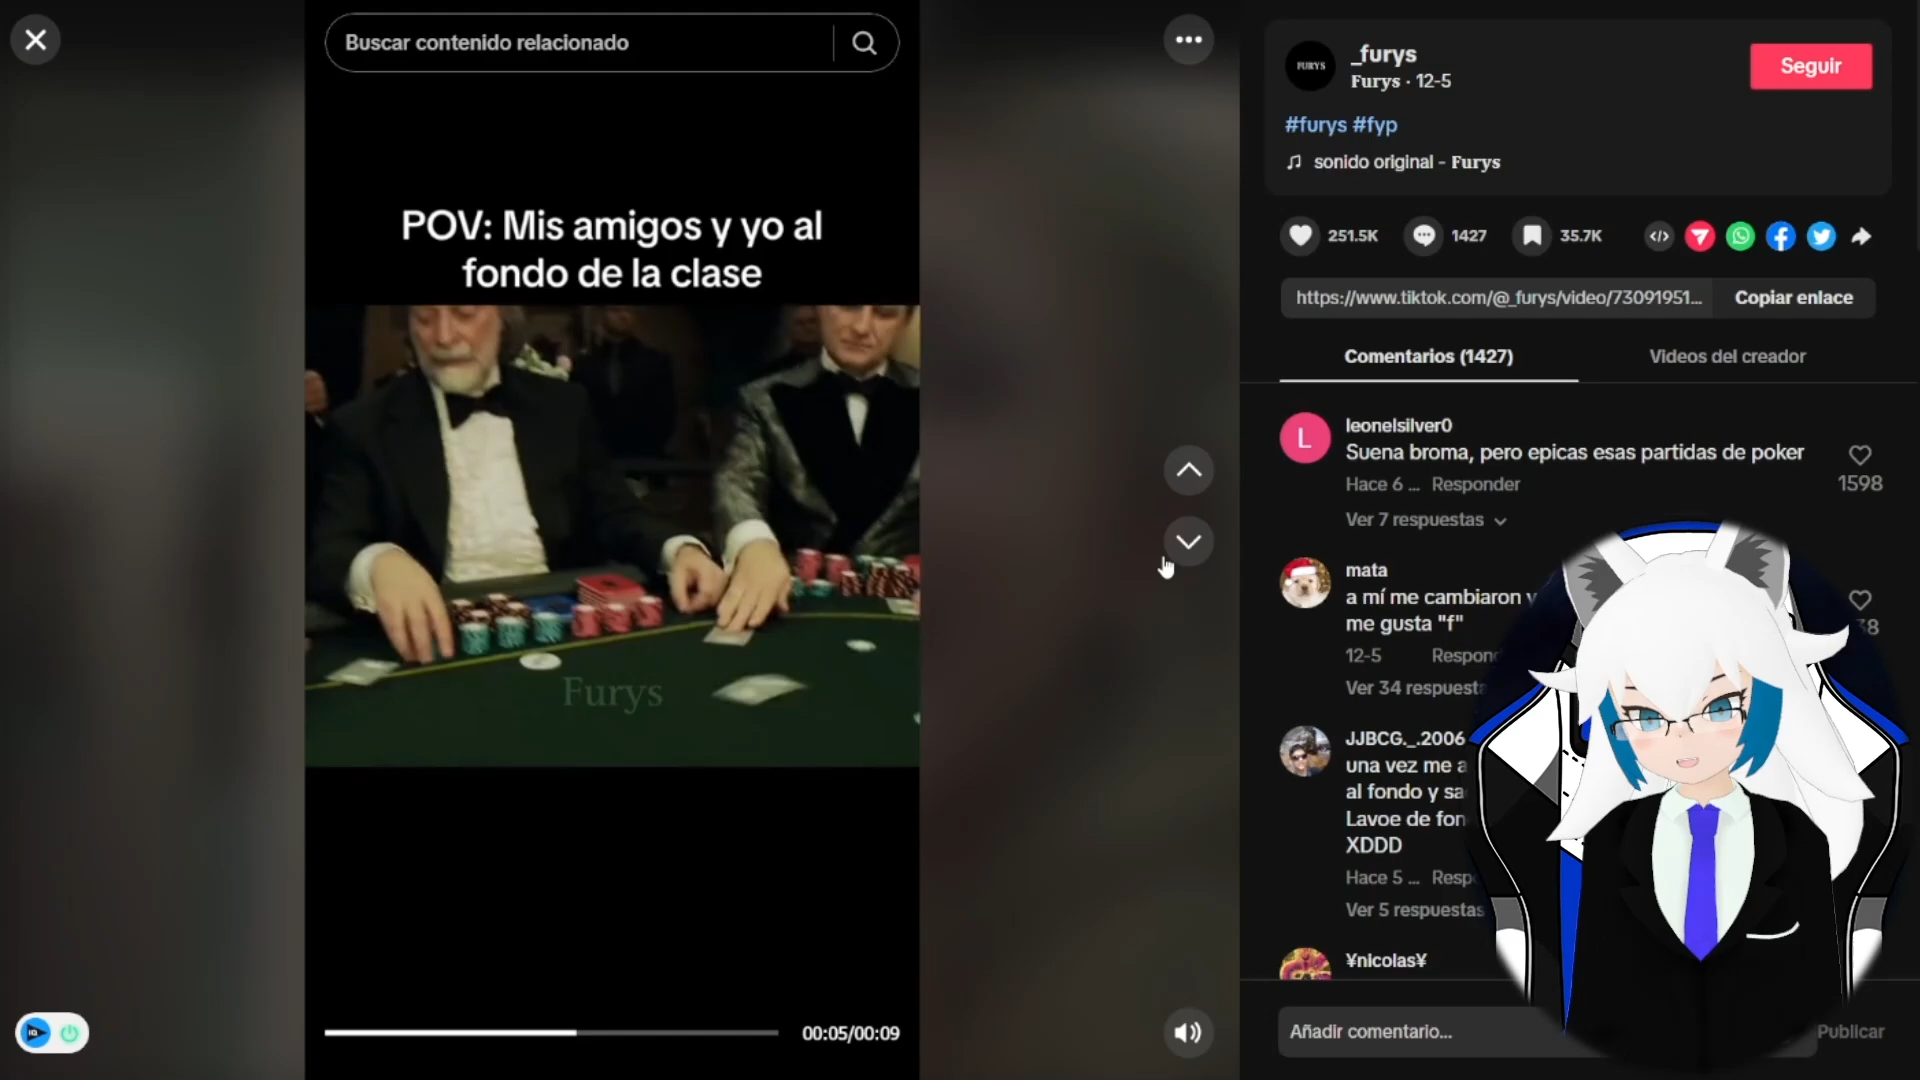 Buscar contenido relacionado
POV: Mis amigos y yo al
fondo de la clase
Furys
00:05/00:09
FURYS
_furys
Furys · 12-5
Seguir
#furys #fyp
sonido original - Furys
251.5K
1427
35.7K
https://www.tiktok.com/@_furys/video/73091951...
Copiar enlace
Comentarios (1427)
Videos del creador
L
leonelsilver0
Suena broma, pero epicas esas partidas de poker
Hace 6 ... Responder
1598
Ver 7 respuestas
mata
a mí me cambiaron
me gusta "f"
12-5
Ver 34
JJBCG._.2006
una vez me
al fondo y
Lavoe de
XDDD
Hace 5 ...
Ver 5 respuestas
¥nicolas¥
Añadir comentario...
Publicar